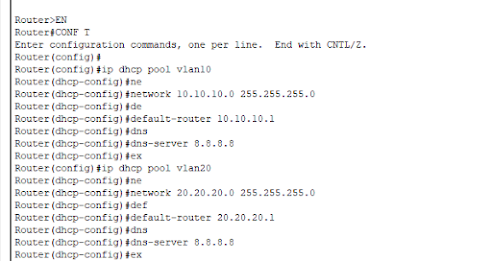 Router>EN
Router#CONF T
Enter configuration commands, one per line.  End with CNTL/Z.
Router(config)#
Router(config)#ip dhcp pool vlan10
Router(dhcp-config)#ne
Router(dhcp-config)#network 10.10.10.0 255.255.255.0
Router(dhcp-config)#de
Router(dhcp-config)#default-router 10.10.10.1
Router(dhcp-config)#dns
Router(dhcp-config)#dns-server 8.8.8.8
Router(dhcp-config)#ex
Router(config)#ip dhcp pool vlan20
Router(dhcp-config)#ne
Router(dhcp-config)#network 20.20.20.0 255.255.255.0
Router(dhcp-config)#def
Router(dhcp-config)#default-router 20.20.20.1
Router(dhcp-config)#dns
Router(dhcp-config)#dns-server 8.8.8.8
Router(dhcp-config)#ex